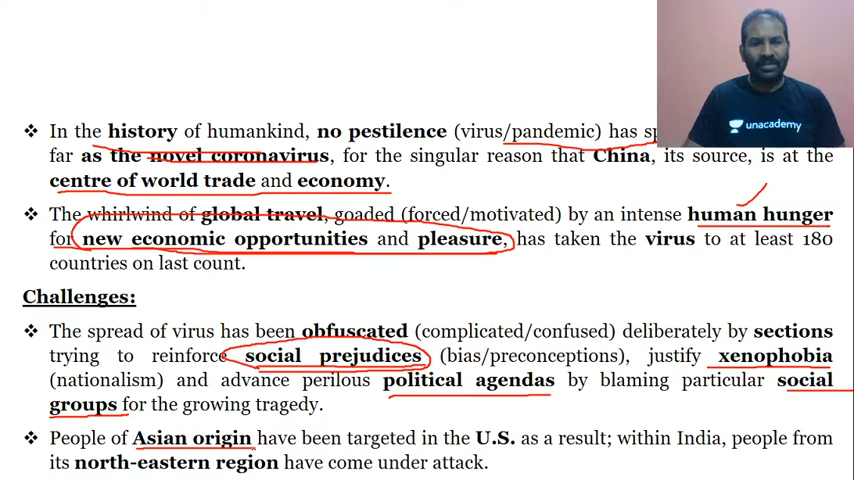 ❖ In the history of humankind, no pestilence (virus/pandemic) has
far as the novel coronavirus, for the singular reason that China, its source, is at the
centre of world trade and economy.
❖ The whirlwind of global travel, goaded (forced/motivated) by an intense human hunger
for new economic opportunities and pleasure, has taken the virus to at least 180
countries on last count.
Challenges:
❖ The spread of virus has been obfuscated (complicated/confused) deliberately by sections
trying to reinforce social prejudices (bias/preconceptions), justify xenophobia
(nationalism) and advance perilous political agendas by blaming particular social
groups for the growing tragedy.
❖ People of Asian origin have been targeted in the U.S. as a result; within India, people from
its north-eastern region have come under attack.
unacademy